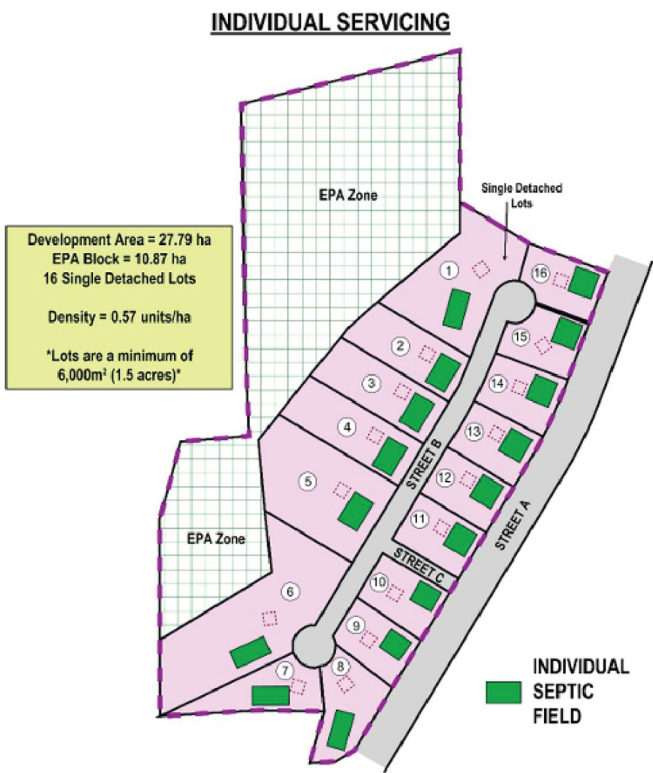 INDIVIDUAL SERVICING
EPA Zone
Single Detached
Lots
Development Area = 27.79 ha
EPA Block = 10.87 ha
16 Single Detached Lots
Density = 0.57 units/ha
*Lots are a minimum of
6,000m² (1.5 acres)*
1
16
15
2
14
3
4
13
STREET B
12
5
11
STREET A
EPA Zone
STREET C
10
6
9
7
8
INDIVIDUAL
SEPTIC
FIELD